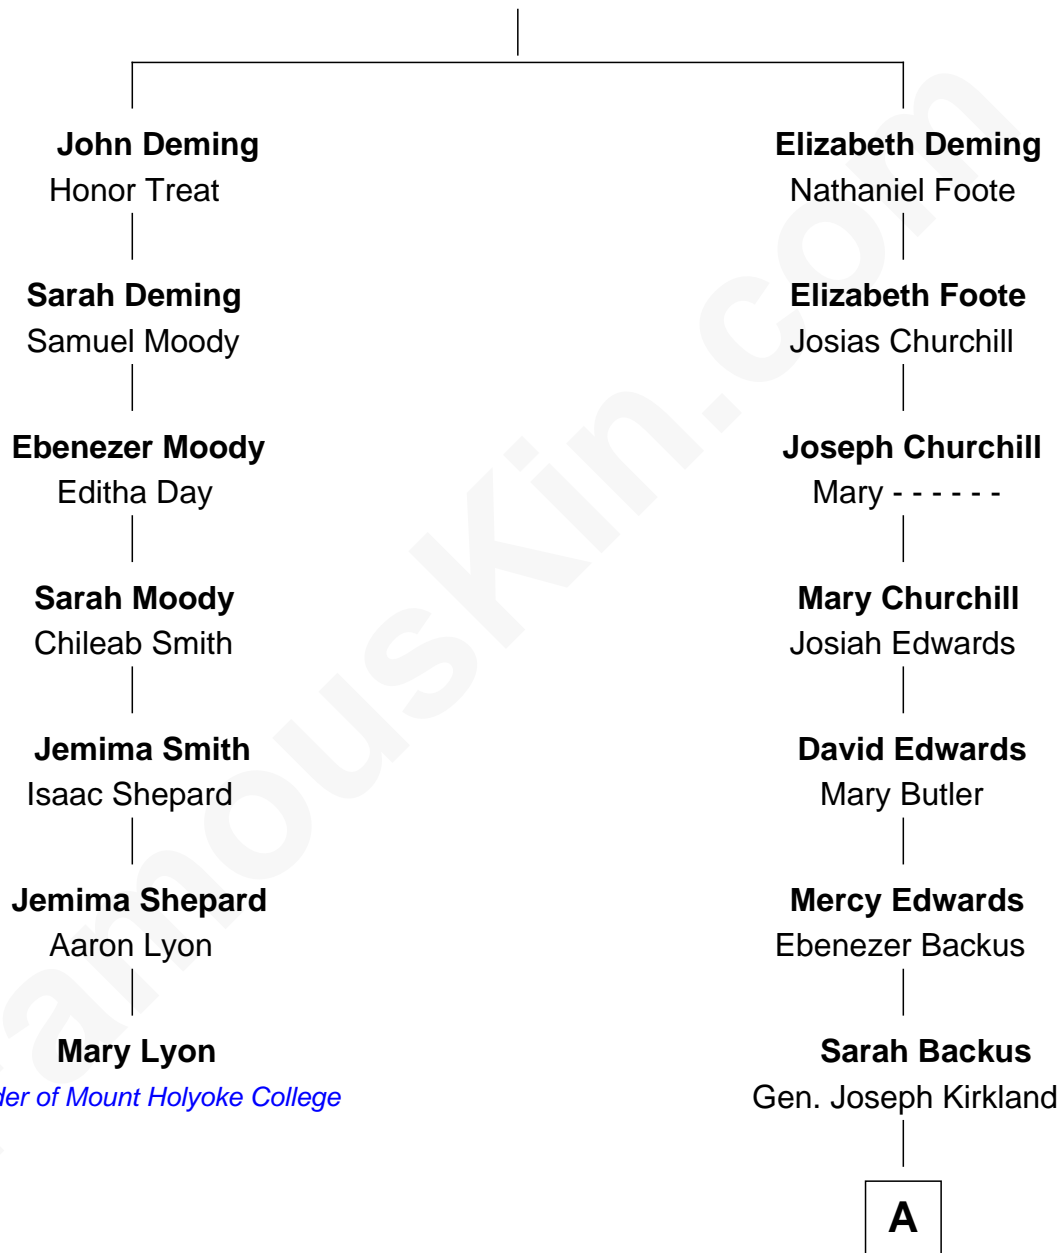 John Deming
Honor Treat
Elizabeth Deming
Nathaniel Foote
Sarah Deming
Samuel Moody
Elizabeth Foote
Josias Churchill
Ebenezer Moody
Editha Day
Joseph Churchill
Mary - - - - - -
Sarah Moody
Chileab Smith
Mary Churchill
Josiah Edwards
Jemima Smith
Isaac Shepard
David Edwards
Mary Butler
Jemima Shepard
Aaron Lyon
Mercy Edwards
Ebenezer Backus
Mary Lyon
der of Mount Holyoke College
Sarah Backus
Gen. Joseph Kirkland
A
FamousKin.com